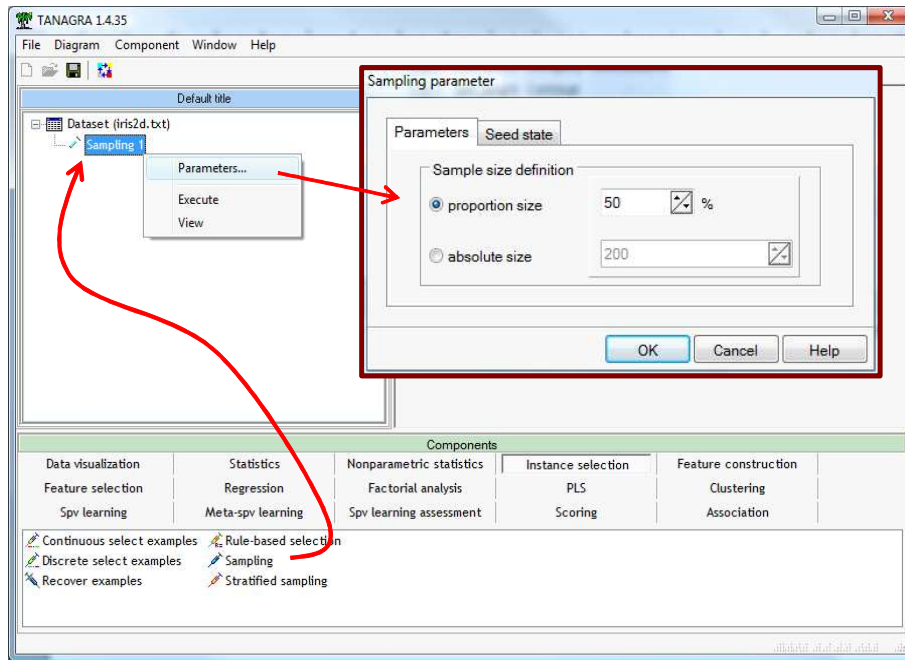 TANAGRA 1.4.35
File Diagram Component Window Help
Default title
Dataset (iris2d.txt)
Sampling 1
Parameters...
Execute
View
Sampling parameter
Parameters Seed state
Sample size definition
proportion size 50 %
absolute size 200
OK Cancel Help
Components
Data visualization Statistics Nonparametric statistics Instance selection Feature construction
Feature selection Regression Factorial analysis PLS Clustering
Spv learning Meta-spv learning Spv learning assessment Scoring Association
Continuous select examples Rule-based selection
Discrete select examples Sampling
Recover examples Stratified sampling